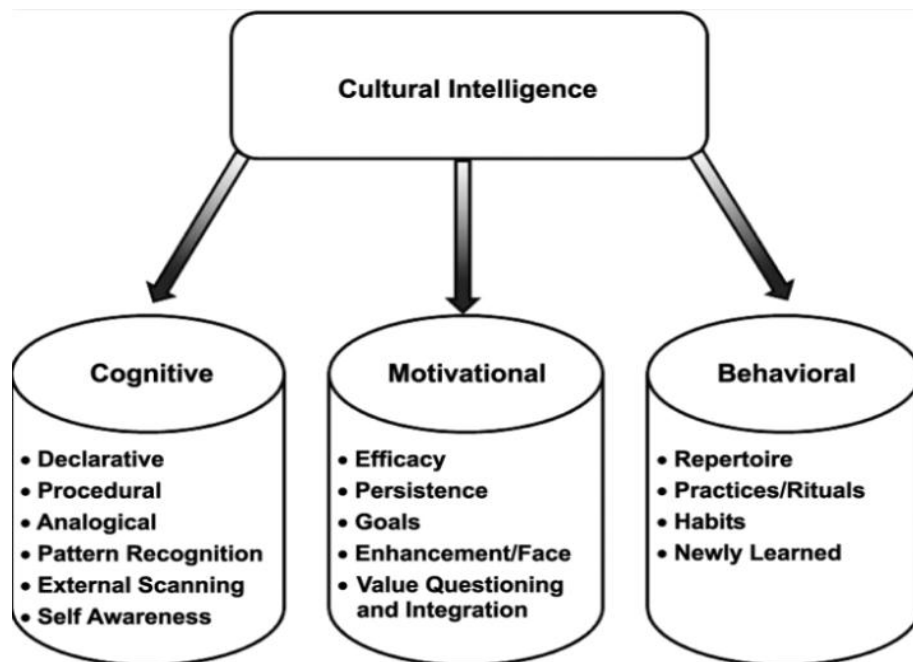 Cultural Intelligence
Cognitive
• Declarative
• Procedural
• Analogical
• Pattern Recognition
• External Scanning
• Self Awareness
Motivational
• Efficacy
• Persistence
• Goals
• Enhancement/Face
• Value Questioning
and Integration
Behavioral
• Repertoire
• Practices/Rituals
• Habits
• Newly Learned